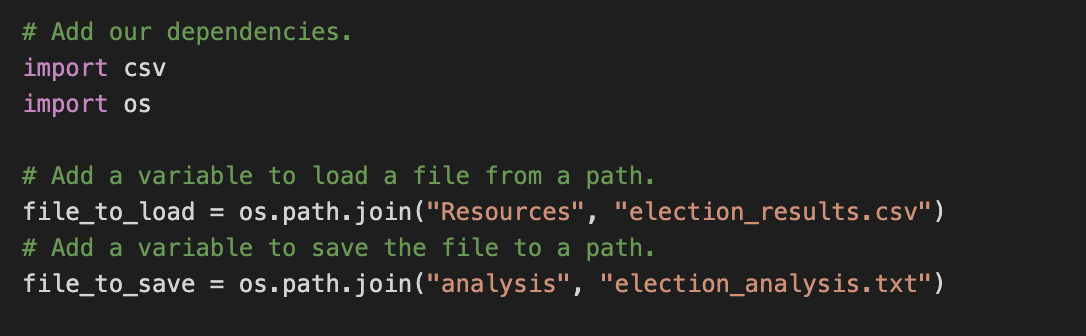 # Add our dependencies.
import csv
import os
# Add a variable to load a file from a path.
file_to_load = os.path.join("Resources", "election_results.csv")
# Add a variable to save the file to a path.
file_to_save = os.path.join("analysis", "election_analysis.txt")